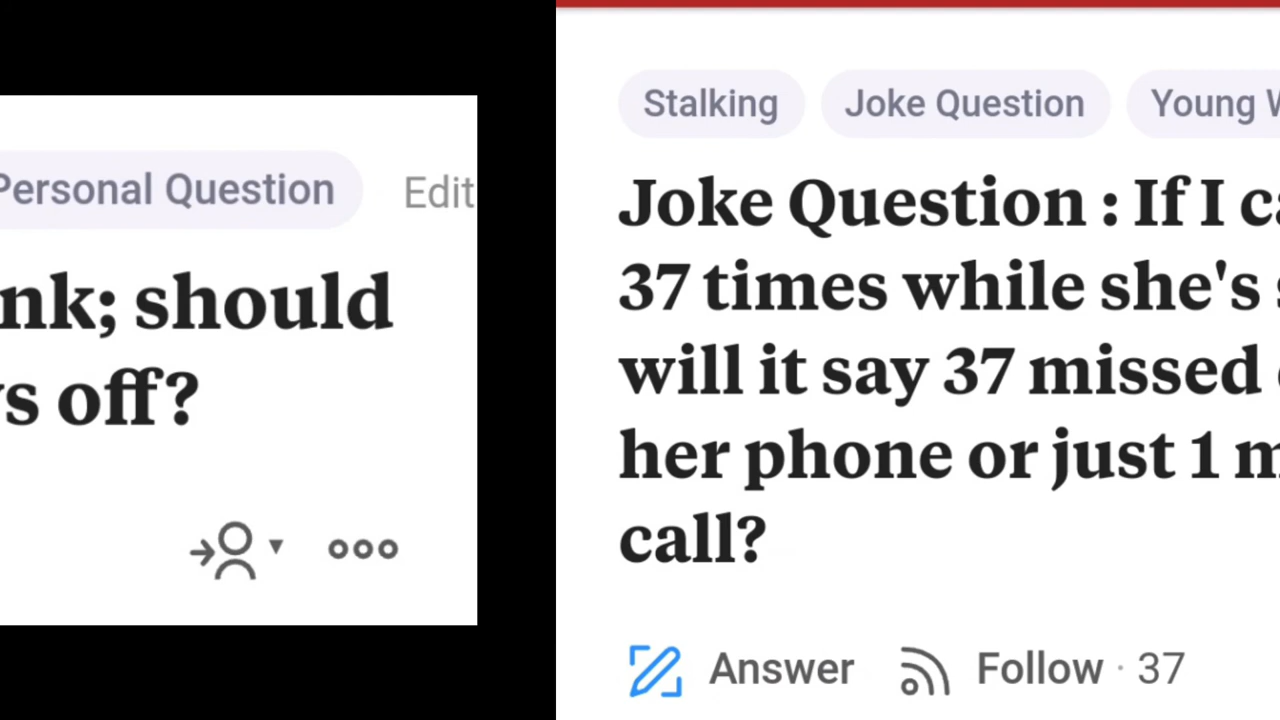 Personal Question Edit
should
off?
Stalking Joke Question Young
Joke Question : If I
37 times while she's
will it say 37 missed
her phone or just 1
call?
Answer Follow · 37